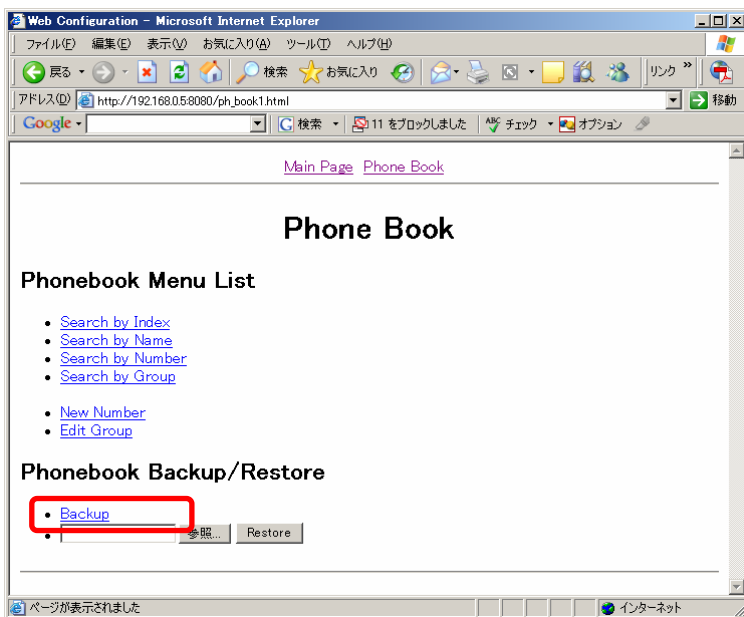 Web Configuration - Microsoft Internet Explorer
ファイル(F) 編集(E) 表示(V) お気に入り(A) ツール(T) ヘルプ(H)
戻る 検索 お気に入り リンク »
アドレス(D) http://192.168.0.5:8080/ph_book1.html 移動
Google 検索 11 をブロックしました ABC チェック オプション
Main Page Phone Book
Phone Book
Phonebook Menu List
• Search by Index
• Search by Name
• Search by Number
• Search by Group
• New Number
• Edit Group
Phonebook Backup/Restore
• Backup
• 参照... Restore
ページが表示されました インターネット